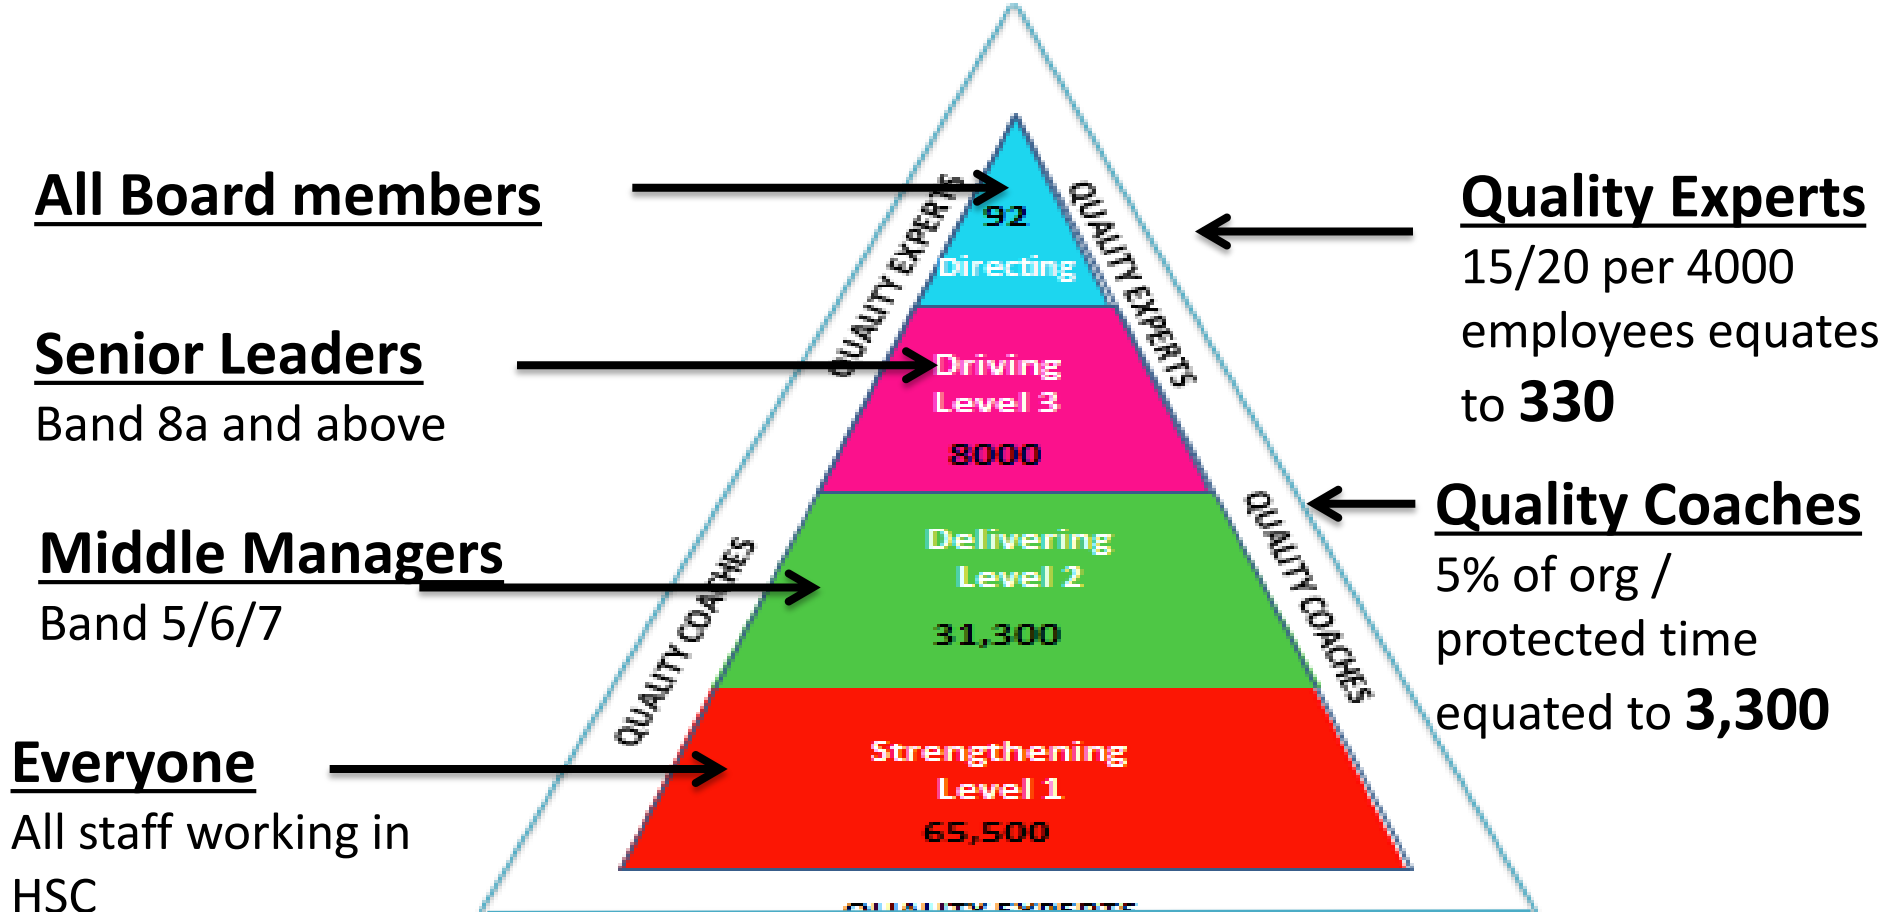 All Board members
Senior Leaders
Band 8a and above
Middle Managers
Band 5/6/7
Everyone
All staff working in
HSC
QUALITY EXPERTS
QUALITY COACHES
92
Directing
Driving
Level 3
8000
Delivering
Level 2
31,300
Strengthening
Level 1
65,500
QUALITY EXPERTS
QUALITY COACHES
QUALITY EXPERTS
Quality Experts
15/20 per 4000
employees equates
to 330
Quality Coaches
5% of org /
protected time
equated to 3,300